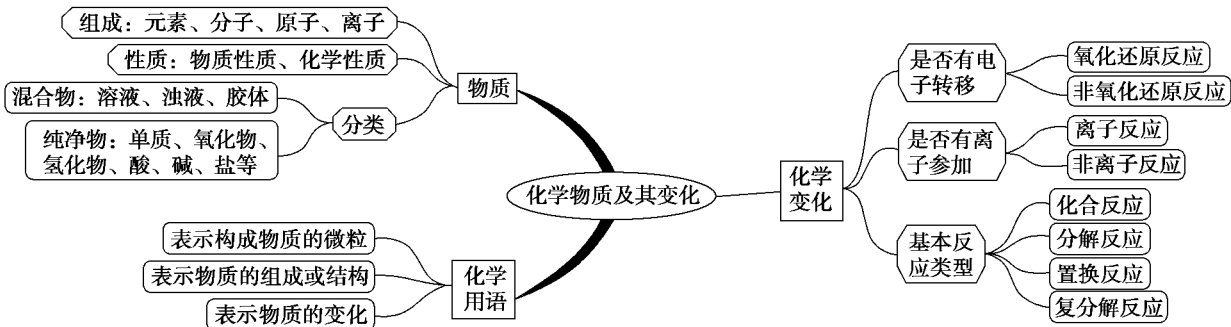 组成：元素、分子、原子、离子
性质：物质性质、化学性质
物质
混合物：溶液、浊液、胶体
分类
纯净物：单质、氧化物、
氢化物、酸、碱、盐等
化学物质及其变化
表示构成物质的微粒
表示物质的组成或结构
表示物质的变化
化学
用语
化学
变化
是否有电
子转移
氧化还原反应
非氧化还原反应
是否有离
子参加
离子反应
非离子反应
基本反
应类型
化合反应
分解反应
置换反应
复分解反应